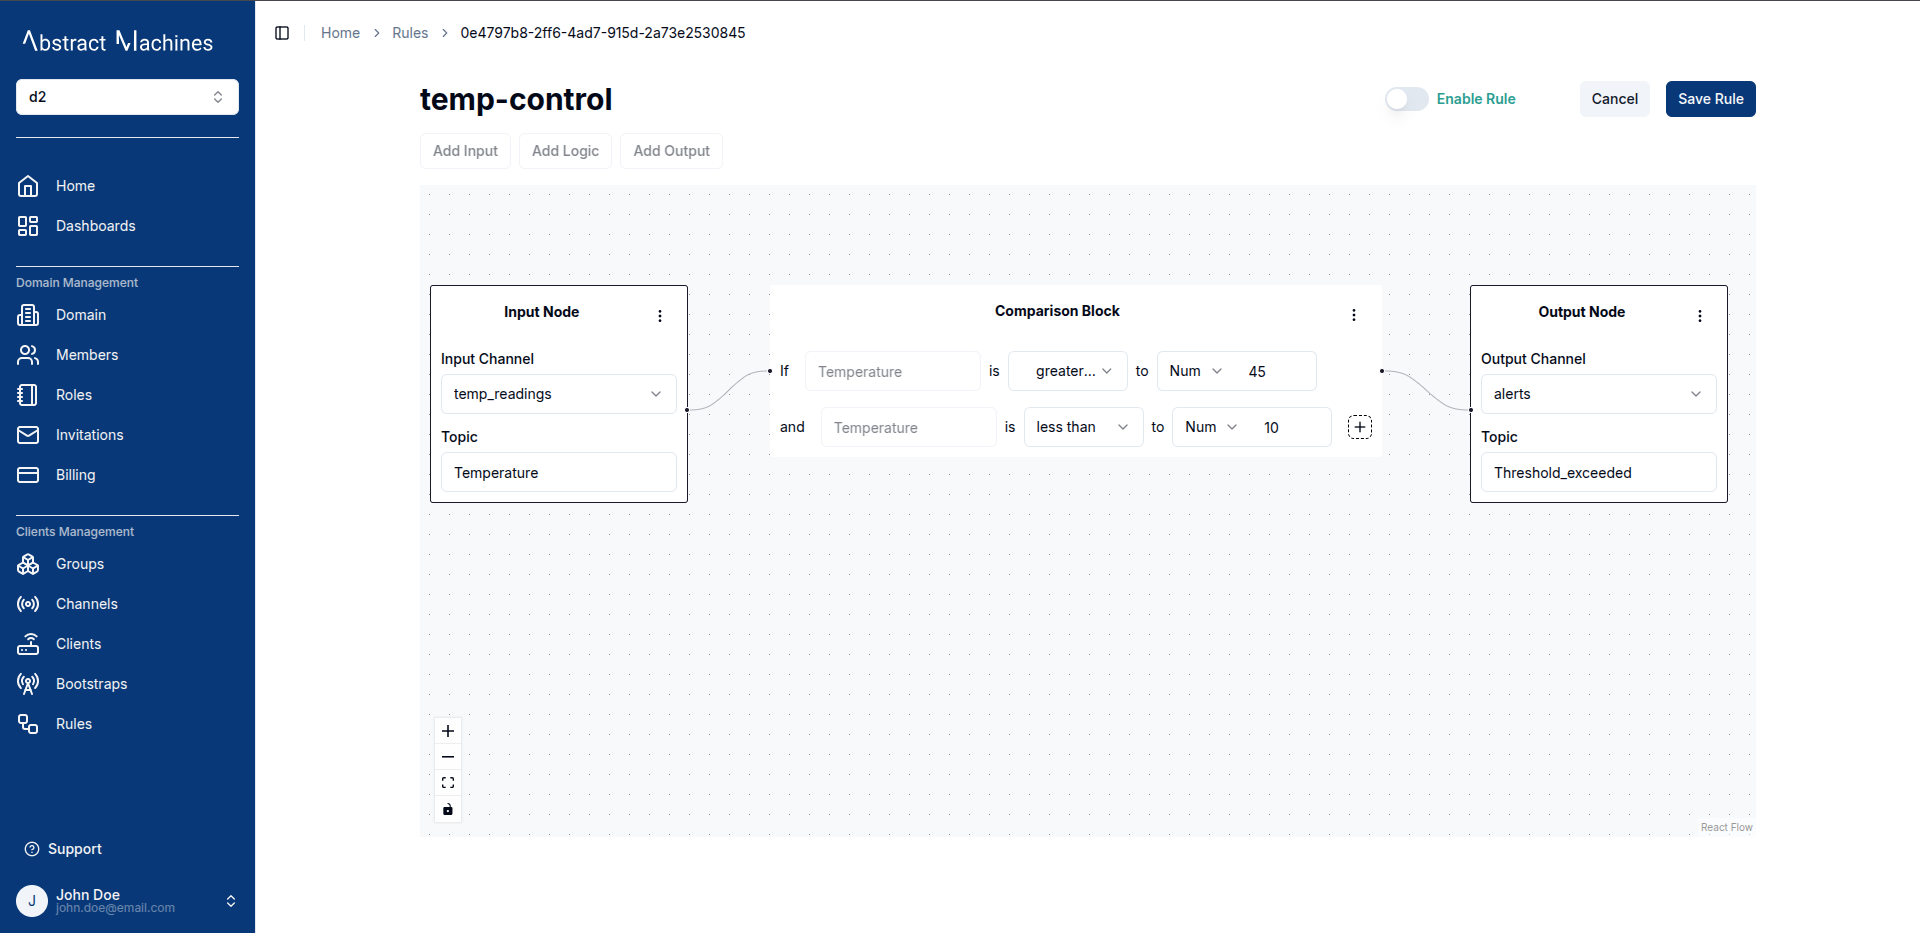 Abstract Machines
d2
Home
Dashboards
Domain Management
Domain
Members
Roles
Invitations
Billing
Clients Management
Groups
Channels
Clients
Bootstraps
Rules
Support
J
John Doe
john.doe@email.com
Home > Rules > 0e4797b8-2ff6-4ad7-915d-2a73e2530845
temp-control
Enable Rule
Cancel
Save Rule
Add Input
Add Logic
Add Output
Input Node
Input Channel
temp_readings
Topic
Temperature
Comparison Block
If Temperature is greater... to Num 45
and Temperature is less than to Num 10
Output Node
Output Channel
alerts
Topic
Threshold_exceeded
React Flow